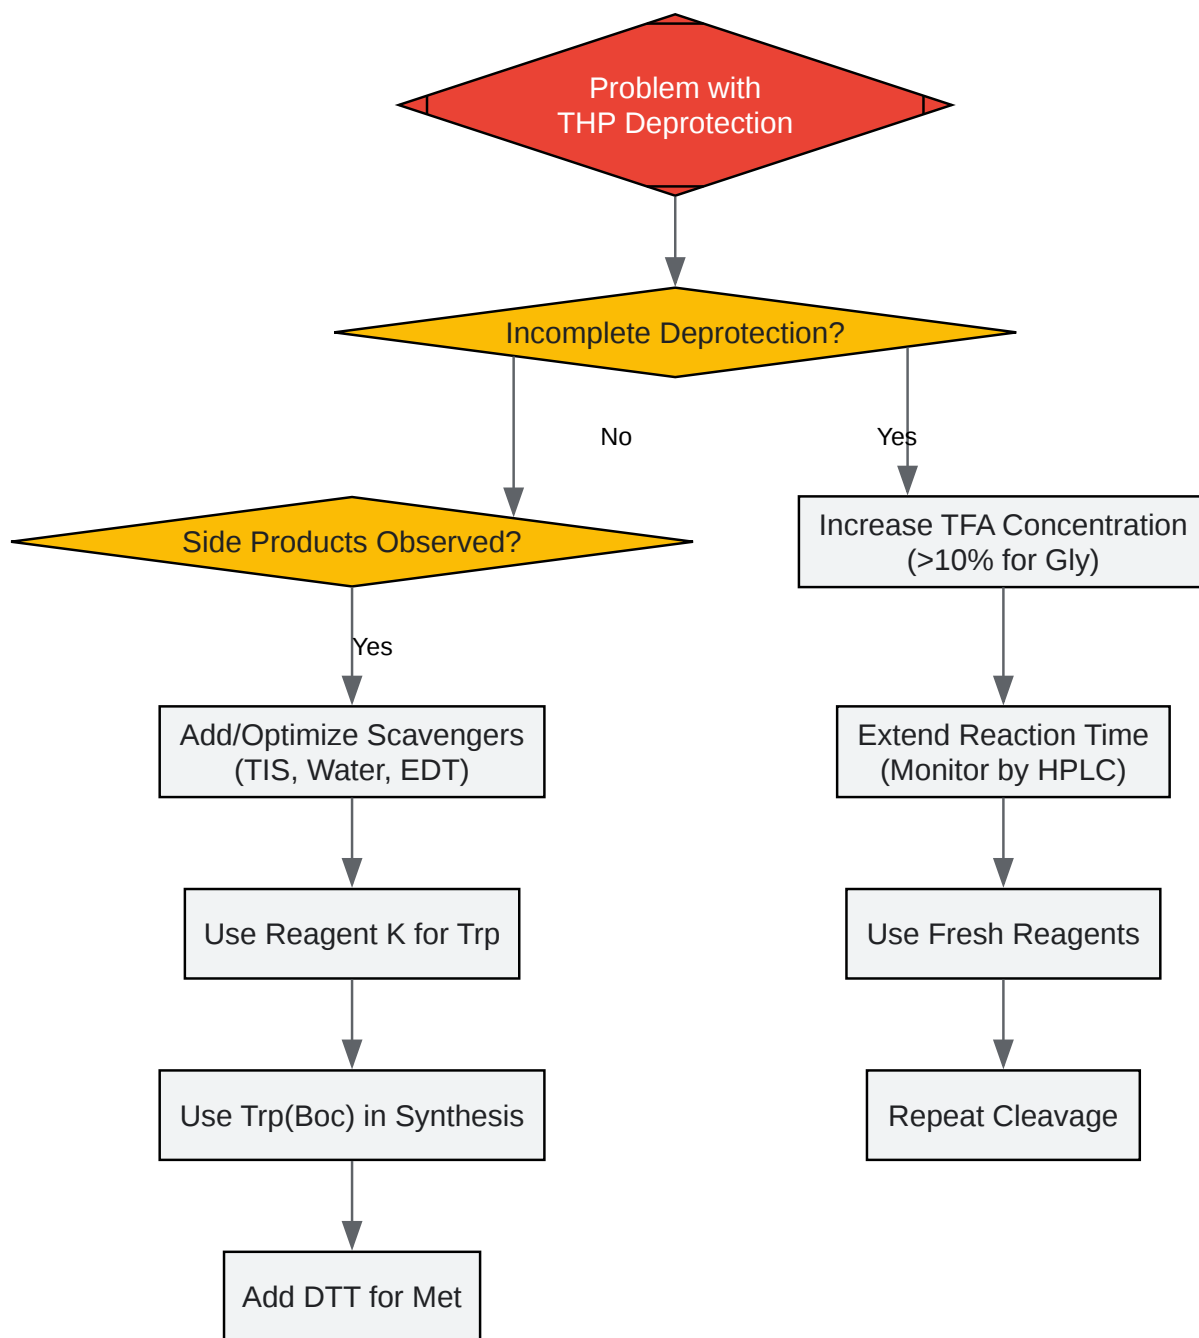 Problem with
THP Deprotection
Incomplete Deprotection?
No
Yes
Side Products Observed?
Increase TFA Concentration
(>10% for Gly)
Yes
Add/Optimize Scavengers
(TIS, Water, EDT)
Extend Reaction Time
(Monitor by HPLC)
Use Reagent K for Trp
Use Fresh Reagents
Use Trp(Boc) in Synthesis
Repeat Cleavage
Add DTT for Met